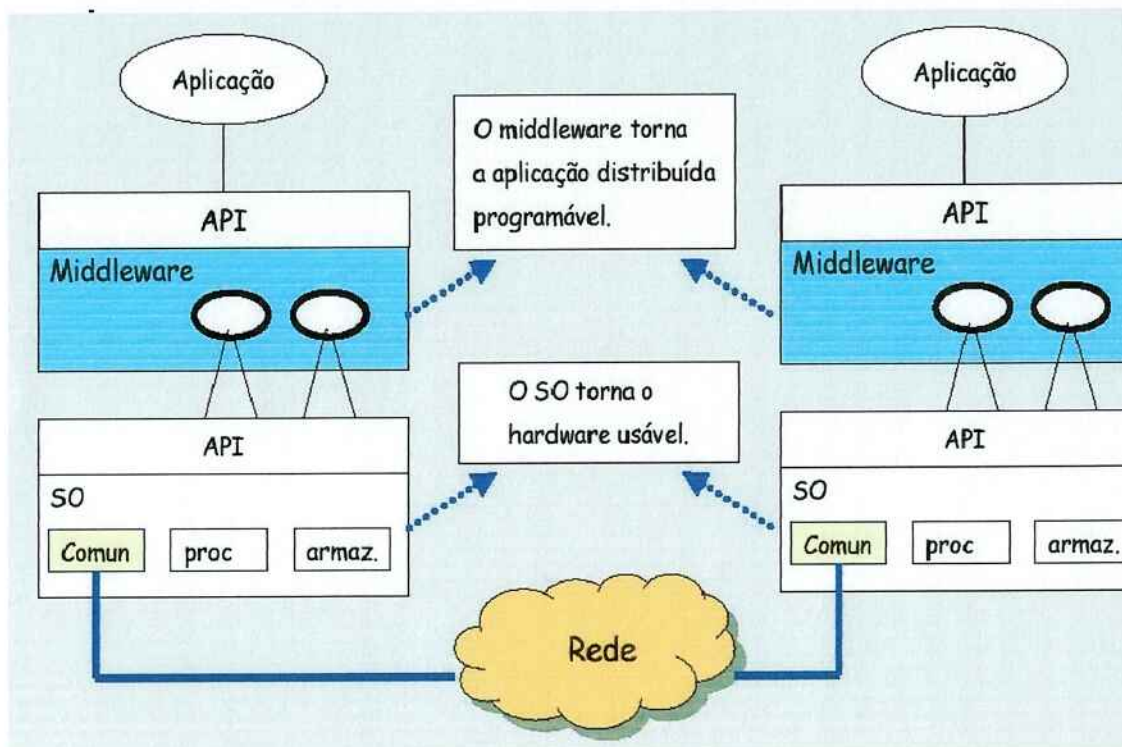 Aplicação
Aplicação
O middleware torna
a aplicação distribuída
programável.
API
API
Middleware
Middleware
O SO torna o
hardware usável.
API
API
SO
SO
Comun
proc
armaz.
Comun
proc
armaz.
Rede